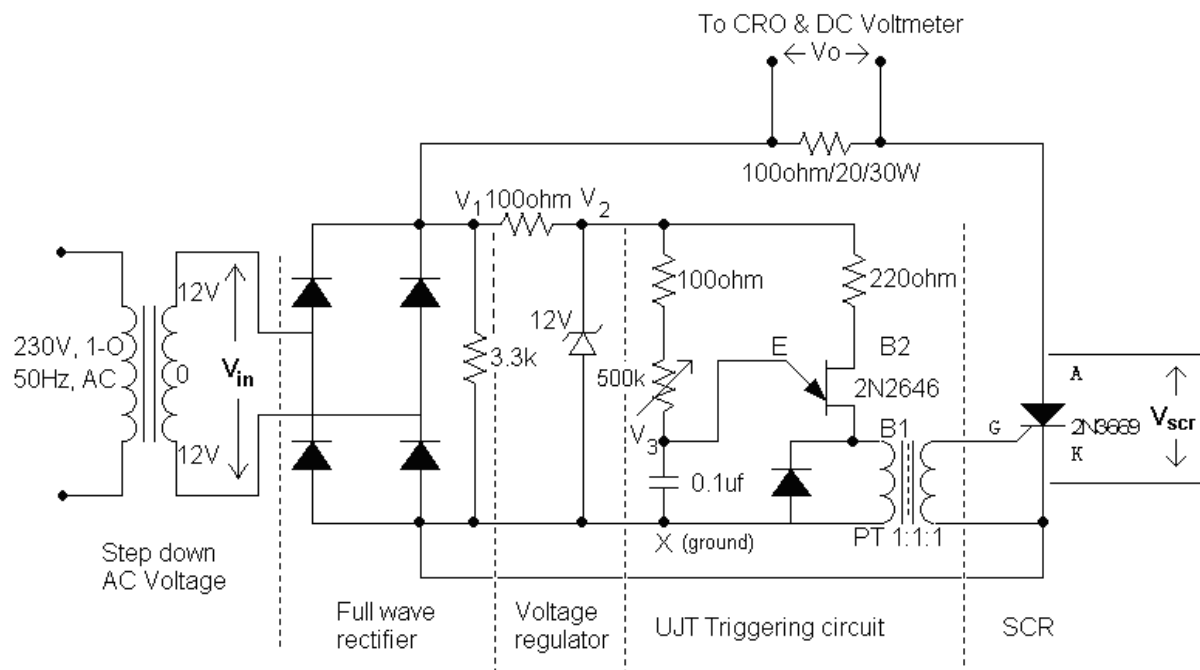 To CRO & DC Voltmeter
Vo
100ohm/20/30W
V1
100ohm
V2
100ohm
220ohm
12V
230V, 1-O
50Hz, AC
0
Vin
12V
3.3k
12V
500k
E
B2
2N2646
V3
B1
0.1uf
G
A
2N3669
K
Vscr
X (ground)
PT 1:1:1
Step down
AC Voltage
Full wave
rectifier
Voltage
regulator
UJT Triggering circuit
SCR